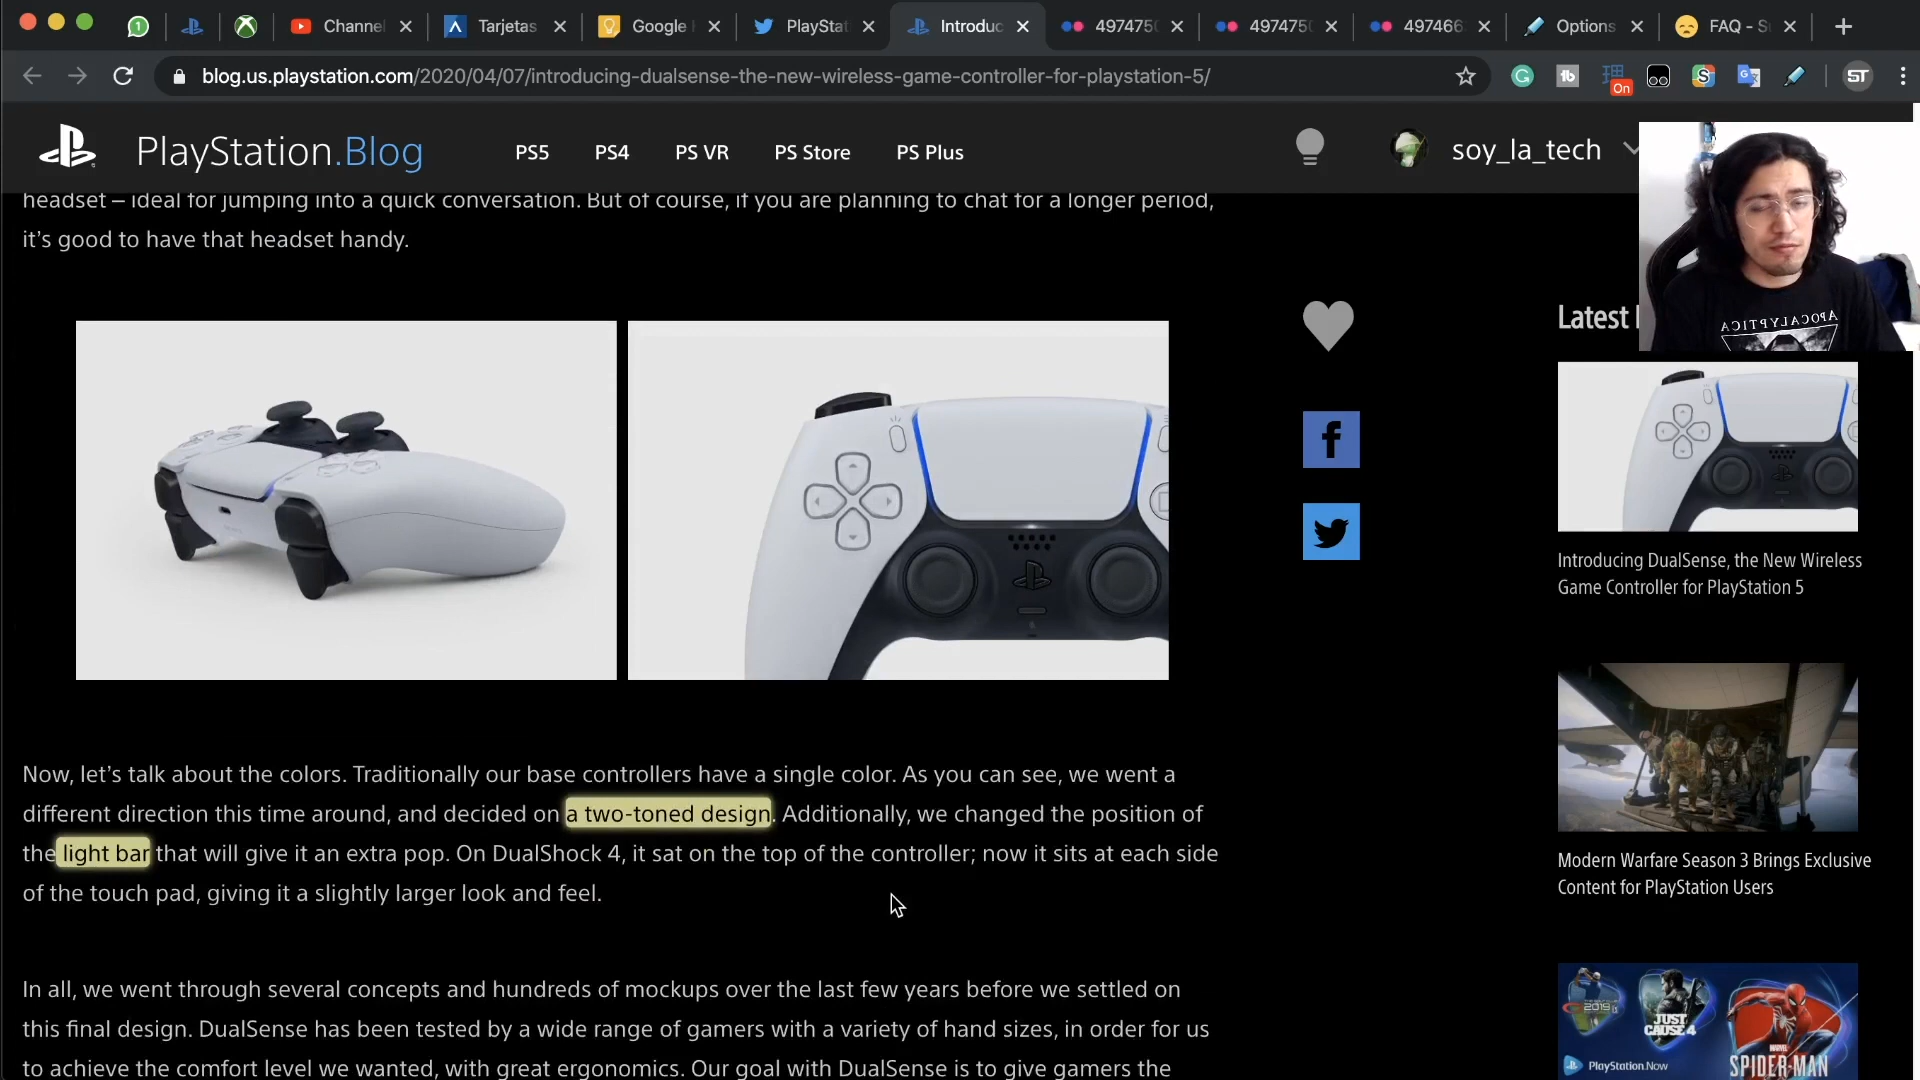 Channel
Tarjetas
Google
PlayStat
Introduc
497475
497475
497466
Options
FAQ - S
blog.us.playstation.com/2020/04/07/introducing-dualsense-the-new-wireless-game-controller-for-playstation-5/
On
ST
PlayStation.Blog
PS5
PS4
PS VR
PS Store
PS Plus
soy_la_tech
headset – ideal for jumping into a quick conversation. But of course, if you are planning to chat for a longer period,
it's good to have that headset handy.
Latest
APOCALYPTICA
Introducing DualSense, the New Wireless
Game Controller for PlayStation 5
Now, let's talk about the colors. Traditionally our base controllers have a single color. As you can see, we went a
different direction this time around, and decided on a two-toned design. Additionally, we changed the position of
the light bar that will give it an extra pop. On DualShock 4, it sat on the top of the controller; now it sits at each side
of the touch pad, giving it a slightly larger look and feel.
Modern Warfare Season 3 Brings Exclusive
Content for PlayStation Users
In all, we went through several concepts and hundreds of mockups over the last few years before we settled on
this final design. DualSense has been tested by a wide range of gamers with a variety of hand sizes, in order for us
to achieve the comfort level we wanted, with great ergonomics. Our goal with DualSense is to give gamers the
2019
JUST
CAUSE 4
MARVEL
SPIDER-MAN
PlayStation Now